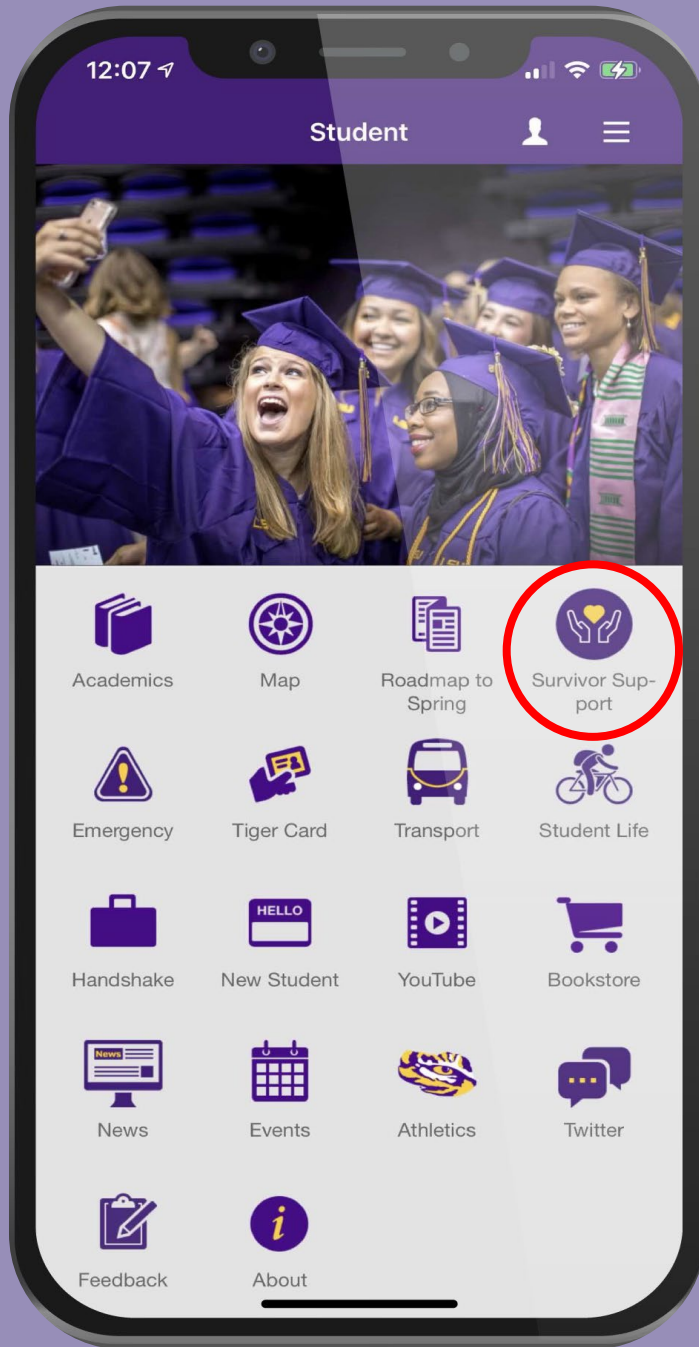 12:07
Student
Academics
Map
Roadmap to
Spring
Survivor Sup-
port
Emergency
Tiger Card
Transport
Student Life
HELLO
Handshake
New Student
YouTube
Bookstore
News
News
Events
Athletics
Twitter
i
Feedback
About